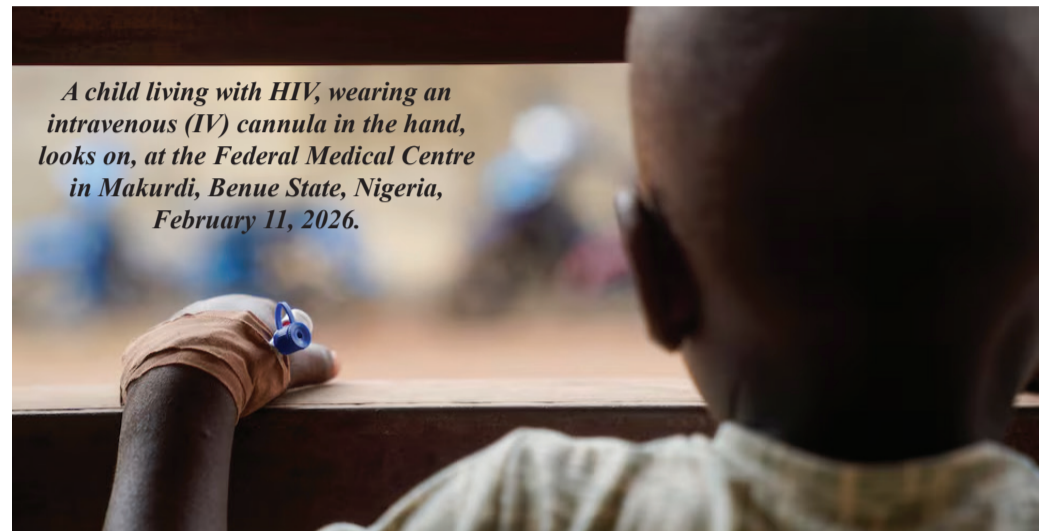 A child living with HIV, wearing an
intravenous (IV) cannula in the hand,
looks on, at the Federal Medical Centre
in Makurdi, Benue State, Nigeria,
February 11, 2026.